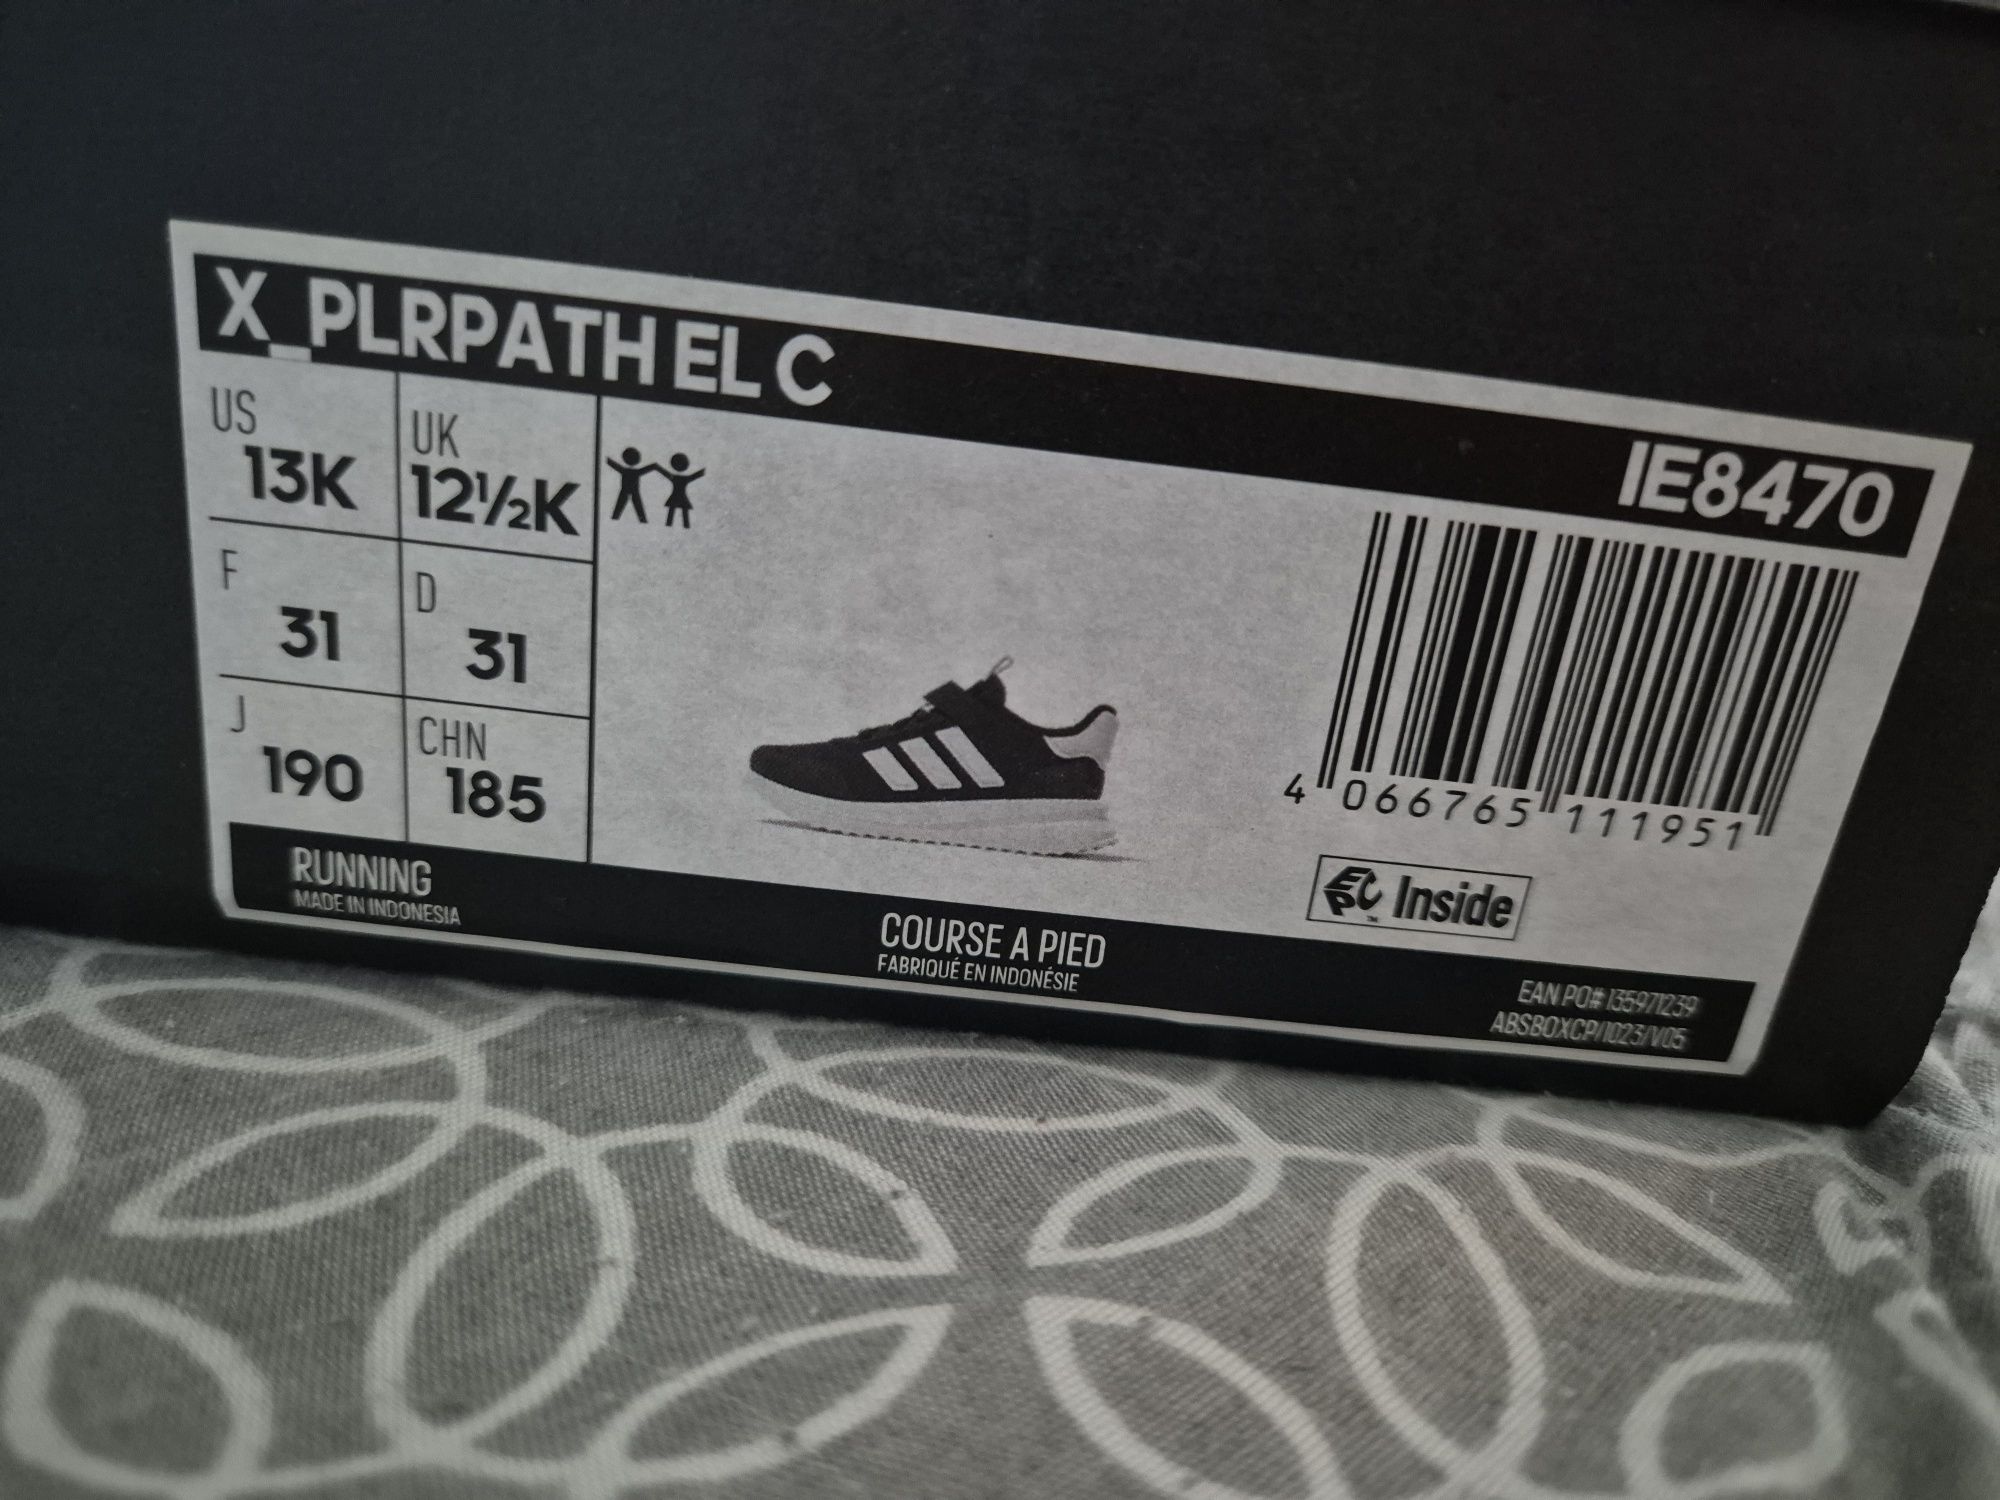 X_PLRPATH EL C
IE8470
US
13K
UK
12½K
F
31
D
31
J
190
CHN
185
4 066765 111951
EPC Inside
RUNNING
MADE IN INDONESIA
COURSE A PIED
FABRIQUÉ EN INDONÉSIE
EAN PO# 135971239
ABSBOXCP/1023/V05